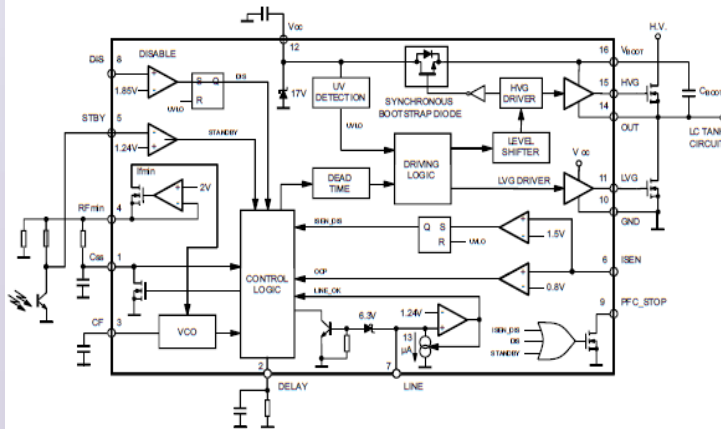 Vcc
H.V.
12
DIS
8
DISABLE
16
VBOOT
S
Q
DIS
17V
UV
DETECTION
HVG
DRIVER
15
HVG
1.85V
R
UVLO
SYNCHRONOUS
BOOTSTRAP DIODE
CBOOT
14
OUT
STBY
5
STANDBY
UVLO
LC TANK
CIRCUIT
1.24V
LEVEL
SHIFTER
DRIVING
LOGIC
Vcc
Ifmin
2V
DEAD
TIME
LVG DRIVER
11
LVG
RFmin
4
10
GND
ISEN_DIS
Q
S
R
UVLO
1.5V
Css
1
CONTROL
LOGIC
OCP
6
ISEN
LINE_OK
0.8V
9
PFC_STOP
6.3V
1.24V
CF
3
VCO
13
µA
ISEN_DIS
DIS
STANDBY
2
7
DELAY
LINE